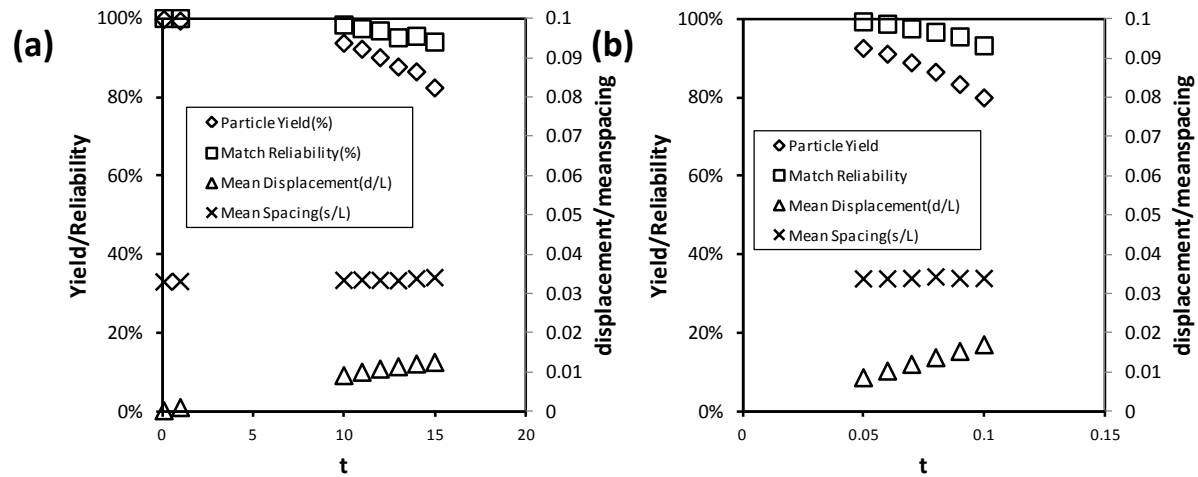 (a)
Yield/Reliability
100%
80%
60%
40%
20%
0%
Particle Yield(%)
Match Reliability(%)
Mean Displacement(d/L)
Mean Spacing(s/L)
0.1
0.09
0.08
0.07
0.06
0.05
0.04
0.03
0.02
0.01
0
displacement/meanspacing
0 5 10 15 20
t
(b)
Yield/Reliability
100%
80%
60%
40%
20%
0%
Particle Yield
Match Reliability
Mean Displacement(d/L)
Mean Spacing(s/L)
0.1
0.09
0.08
0.07
0.06
0.05
0.04
0.03
0.02
0.01
0
displacement/meanspacing
0 0.05 0.1 0.15
t